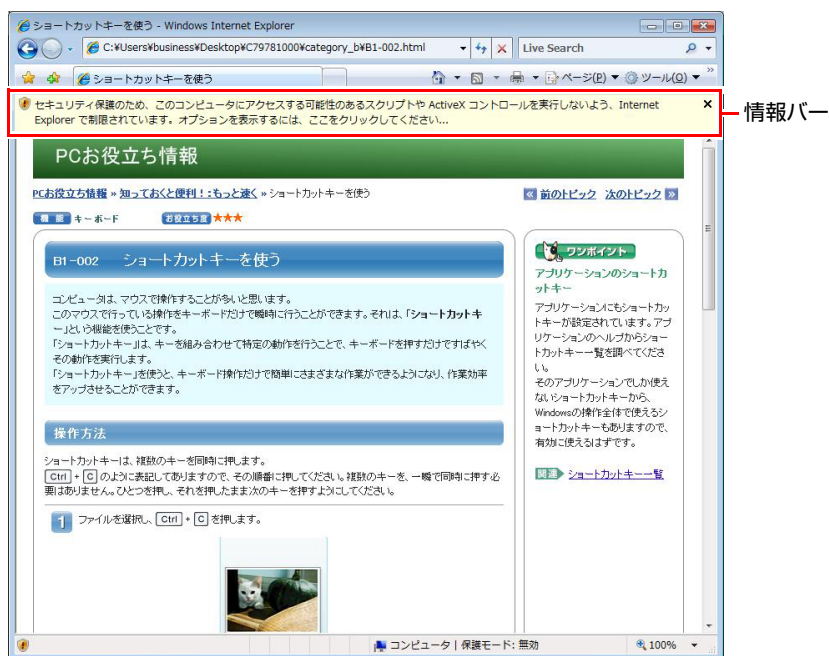 ショートカットキーを使う - Windows Internet Explorer
C:¥Users¥business¥Desktop¥C79781000¥category_b¥B1-002.html
Live Search
ショートカットキーを使う
ページ(P)
ツール(O)
セキュリティ保護のため、このコンピュータにアクセスする可能性のあるスクリプトや ActiveX コントロールを実行しないよう、Internet
Explorer で制限されています。オプションを表示するには、ここをクリックしてください...
情報バー
PCお役立ち情報
PCお役立ち情報 » 知っておくと便利!:もっと速く » ショートカットキーを使う
前のトピック 次のトピック
機 能 キーボード お役立ち度 ★★★
B1-002 ショートカットキーを使う
コンピュータは、マウスで操作することが多いと思います。
このマウスで行っている操作をキーボードだけで瞬時に行うことができます。それは、「ショートカットキ
ー」という機能を使うことです。
「ショートカットキー」は、キーを組み合わせて特定の動作を行うことで、キーボードを押すだけですばやく
その動作を実行します。
「ショートカットキー」を使うと、キーボード操作だけで簡単にさまざまな作業ができるようになり、作業効率
をアップさせることができます。
操作方法
ショートカットキーは、複数のキーを同時に押します。
Ctrl + C のように表記してありますので、その順番に押してください。複数のキーを、一瞬で同時に押す必
要はありません。ひとつを押し、それを押したまま次のキーを押すようにしてください。
1 ファイルを選択し、Ctrl + C を押します。
ワンポイント
アプリケーションのショートカ
ットキー
アプリケーションにもショートカッ
トキーが設定されています。アプ
リケーションのヘルプからショー
トカットキー一覧を調べてくださ
い。
そのアプリケーションでしか使え
ないショートカットキーから、
Windowsの操作全体で使えるシ
ョートカットキーもありますので、
有効に使えるはずです。
関連 ショートカットキー一覧
コンピュータ | 保護モード: 無効
100%